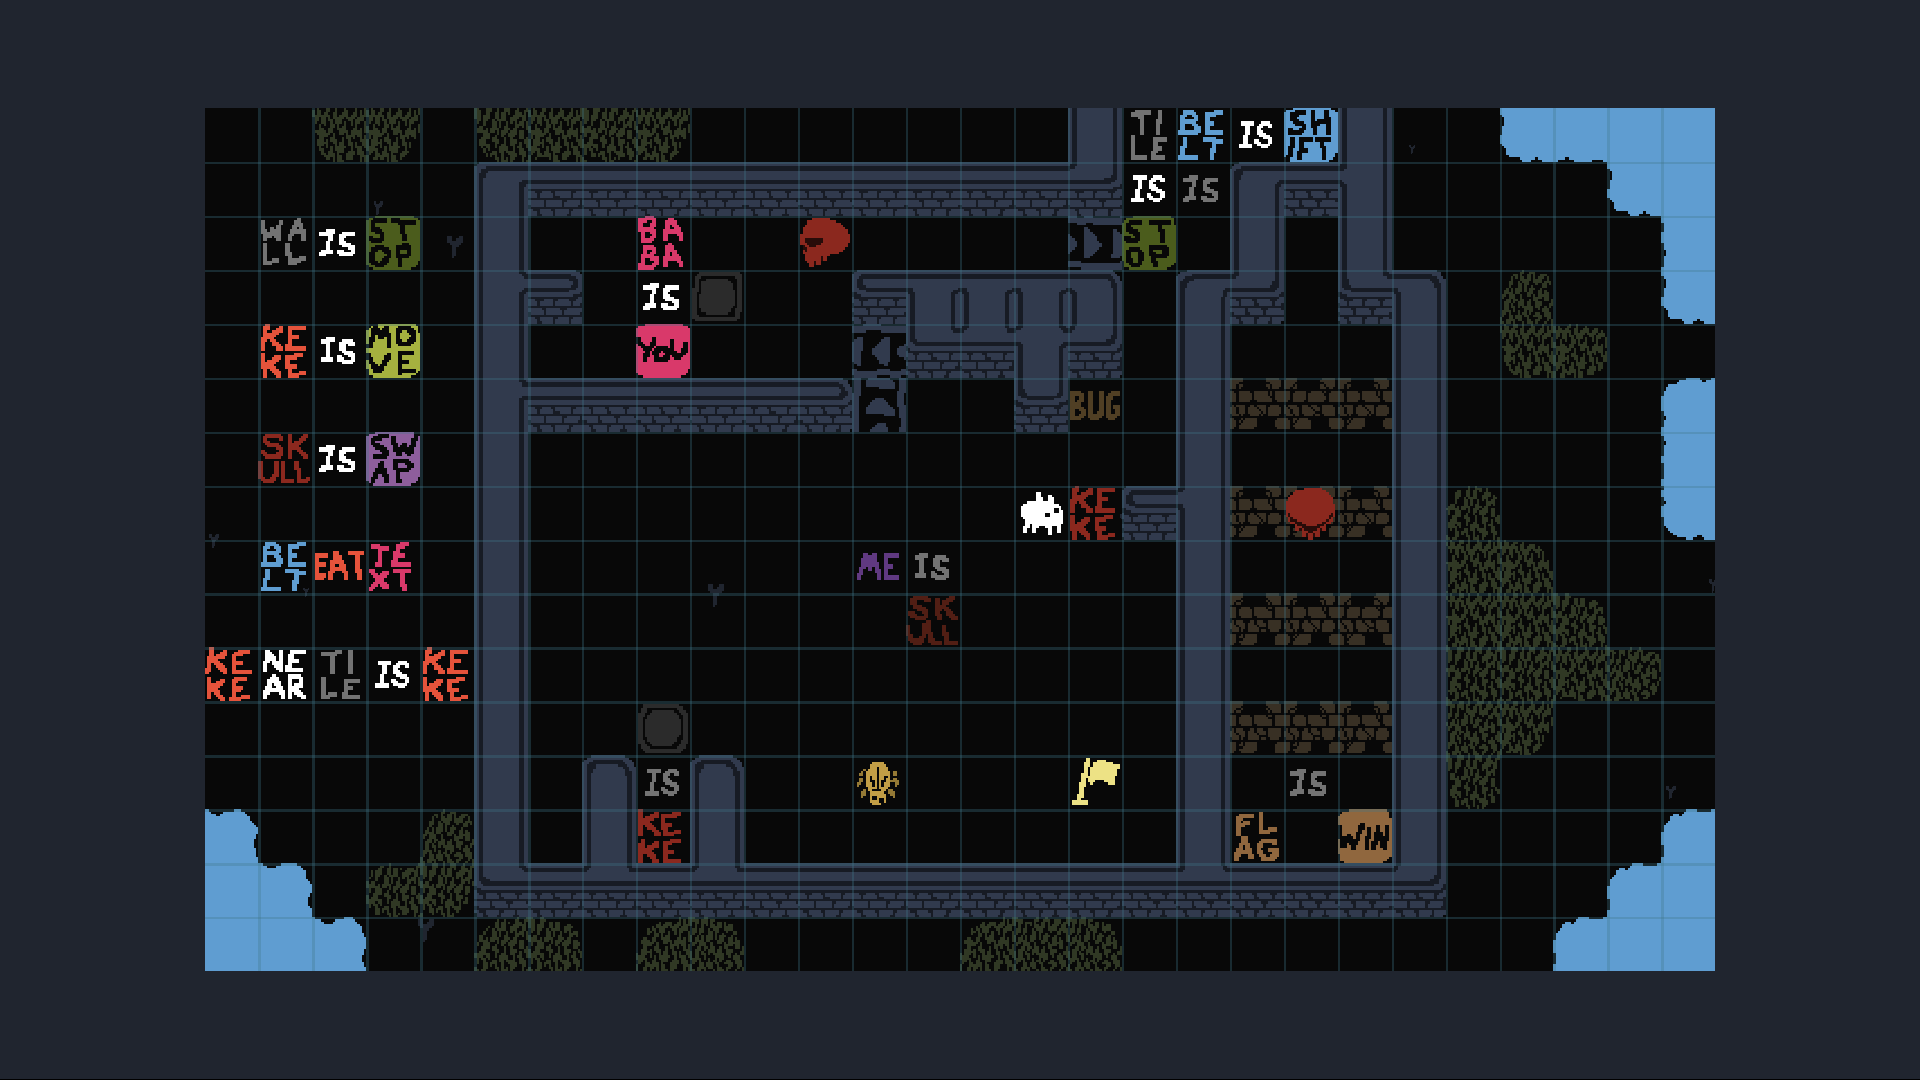 TILE BELT IS SHIFT
IS IS
WALL IS STOP BABA STOP
IS
KEKE IS MOVE YOU
BUG
SKULL IS SWAP
KEKE
BELT EAT TEXT ME IS
SKULL
KEKE NEAR TILE IS KEKE
IS IS
KEKE FLAG WIN